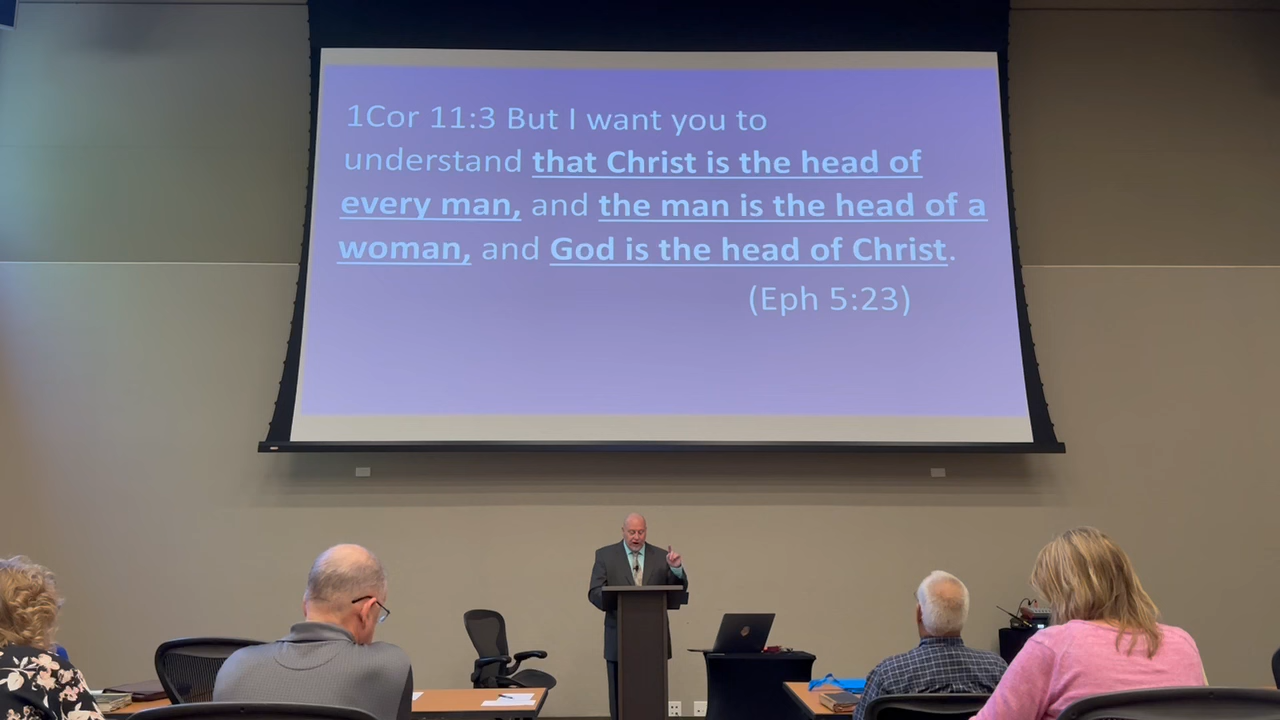 1Cor 11:3 But I want you to
understand that Christ is the head of
every man, and the man is the head of a
woman, and God is the head of Christ.
(Eph 5:23)